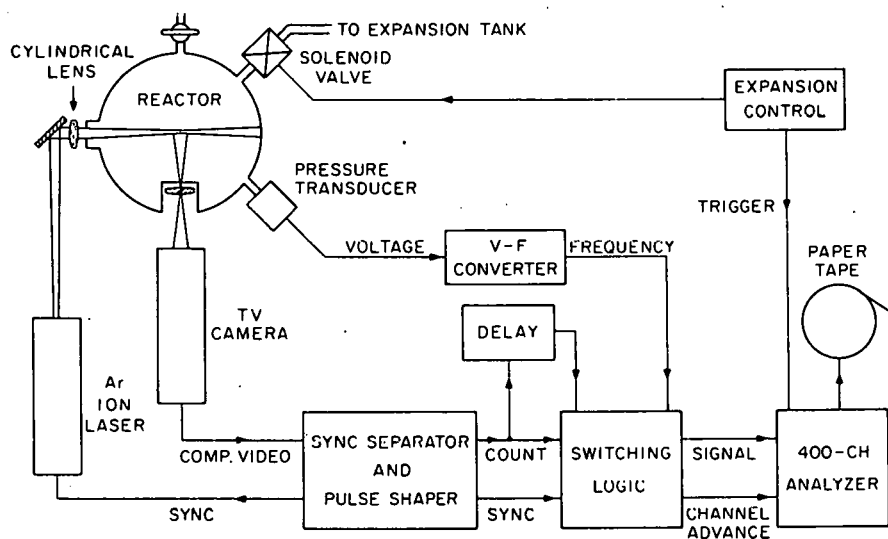 TO EXPANSION TANK
SOLENOID
VALVE
CYLINDRICAL
LENS
REACTOR
EXPANSION
CONTROL
PRESSURE
TRANSDUCER
TRIGGER
VOLTAGE
V-F
CONVERTER
FREQUENCY
PAPER
TAPE
TV
CAMERA
DELAY
Ar
ION
LASER
COMP. VIDEO
SYNC SEPARATOR
AND
PULSE SHAPER
COUNT
SWITCHING
LOGIC
SIGNAL
400-CH
ANALYZER
SYNC
SYNC
CHANNEL
ADVANCE